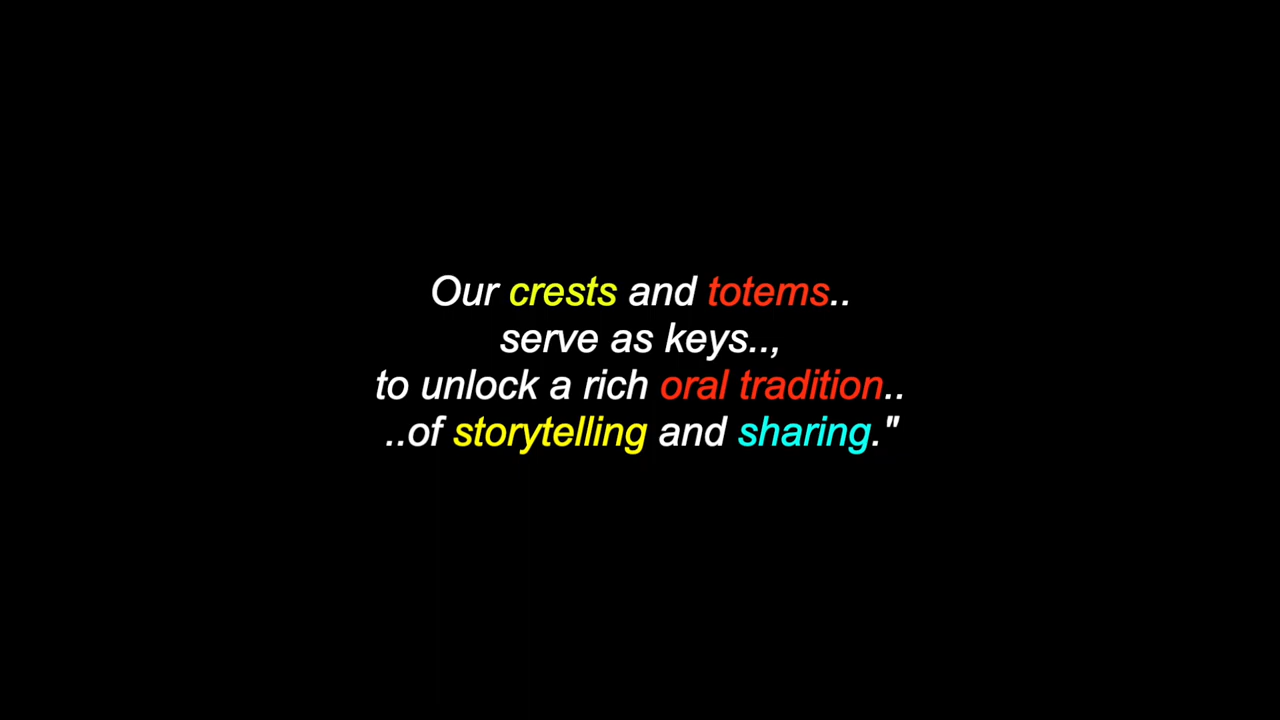 Our crests and totems..
serve as keys..,
to unlock a rich oral tradition..
..of storytelling and sharing."